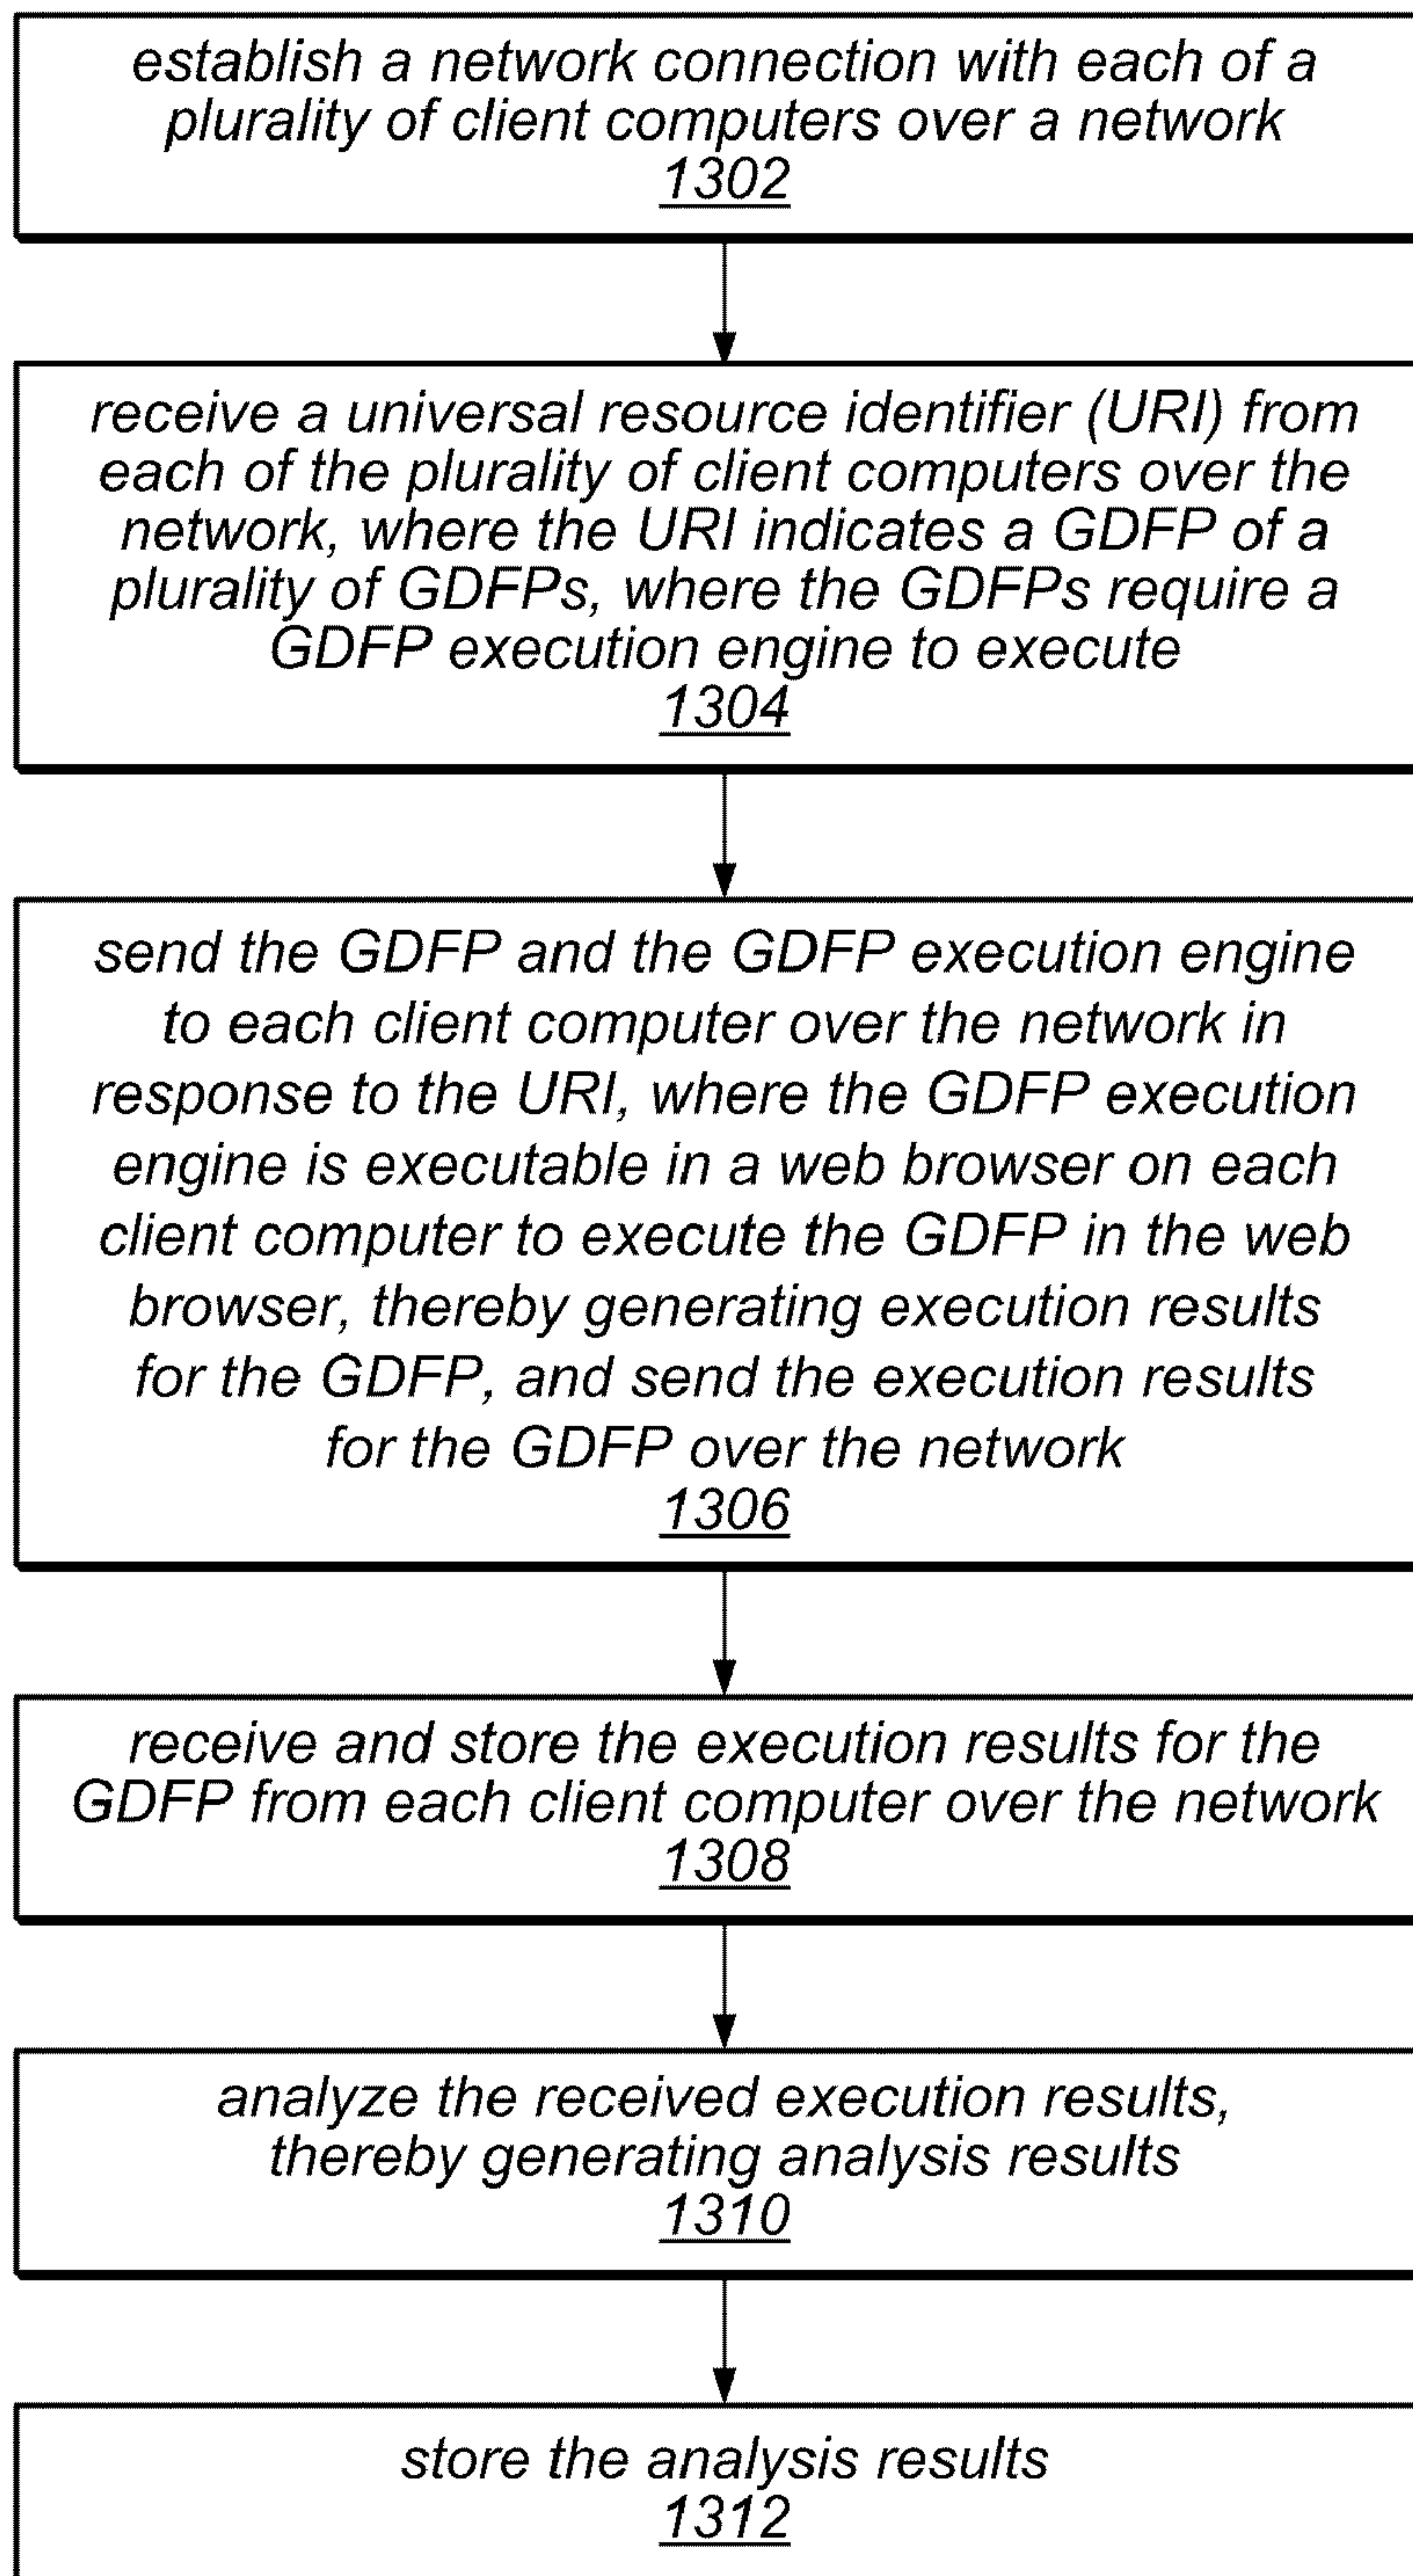 establish a network connection with each of a
plurality of client computers over a network
1302
receive a universal resource identifier (URI) from
each of the plurality of client computers over the
network, where the URI indicates a GDFP of a
plurality of GDFPs, where the GDFPs require a
GDFP execution engine to execute
1304
send the GDFP and the GDFP execution engine
to each client computer over the network in
response to the URI, where the GDFP execution
engine is executable in a web browser on each
client computer to execute the GDFP in the web
browser, thereby generating execution results
for the GDFP, and send the execution results
for the GDFP over the network
1306
receive and store the execution results for the
GDFP from each client computer over the network
1308
analyze the received execution results,
thereby generating analysis results
1310
store the analysis results
1312